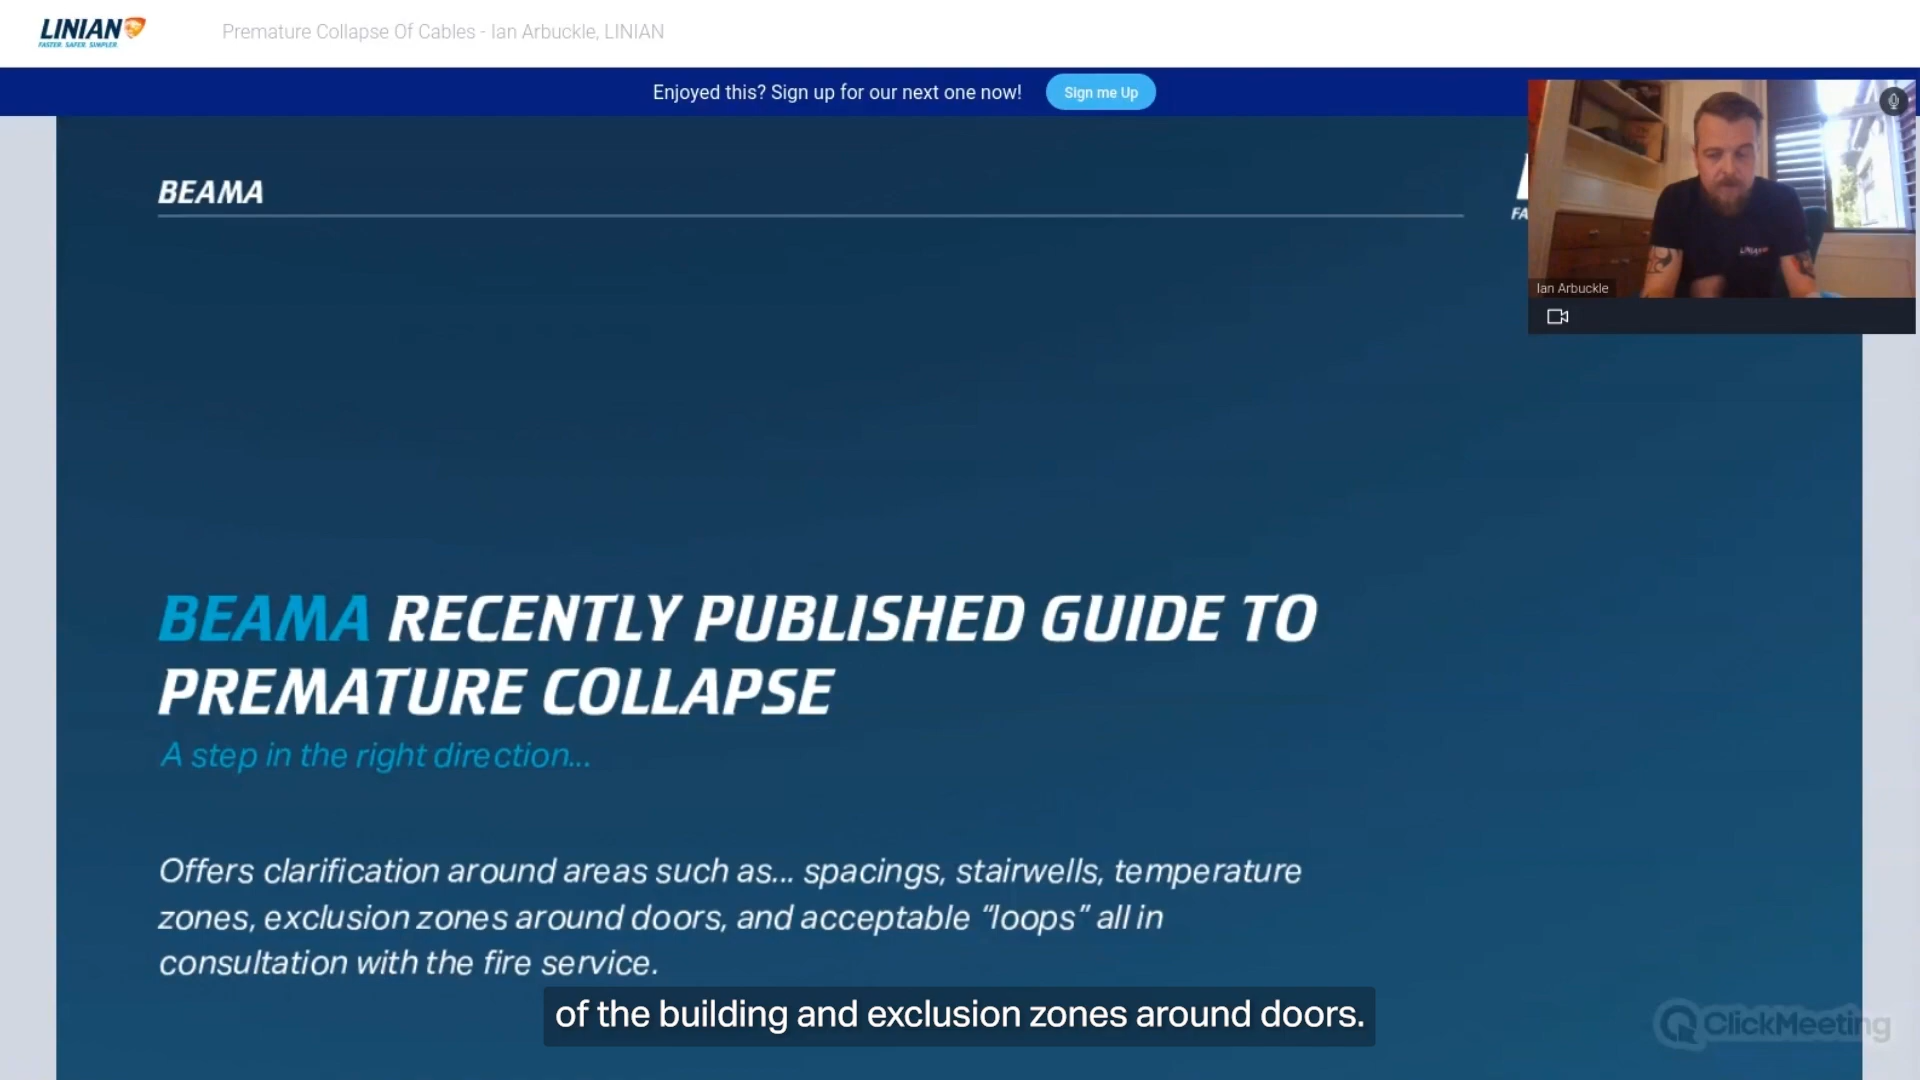 LINIAN
FASTER. SAFER. SIMPLER.
Premature Collapse Of Cables - Ian Arbuckle, LINIAN
Enjoyed this? Sign up for our next one now!
Sign me Up
BEAMA
FA
LINIAN
Ian Arbuckle
BEAMA RECENTLY PUBLISHED GUIDE TO
PREMATURE COLLAPSE
A step in the right direction...
Offers clarification around areas such as... spacings, stairwells, temperature
zones, exclusion zones around doors, and acceptable “loops” all in
consultation with the fire service.
of the building and exclusion zones around doors.
ClickMeeting